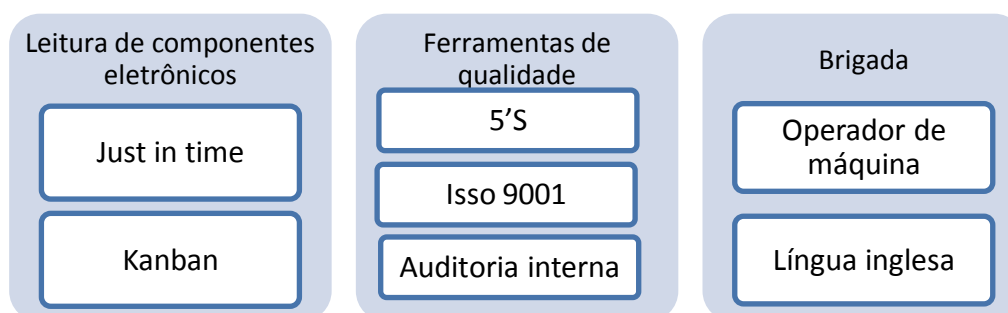 Leitura de componentes
eletrônicos
Just in time
Kanban
Ferramentas de
qualidade
5’S
Isso 9001
Auditoria interna
Brigada
Operador de
máquina
Língua inglesa